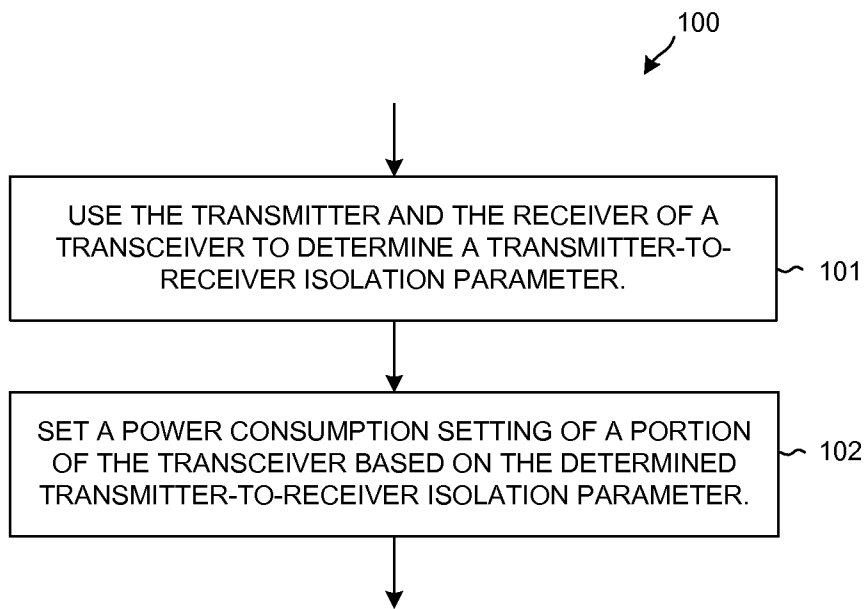 100
USE THE TRANSMITTER AND THE RECEIVER OF A
TRANSCEIVER TO DETERMINE A TRANSMITTER-TO-
RECEIVER ISOLATION PARAMETER.
101
SET A POWER CONSUMPTION SETTING OF A PORTION
OF THE TRANSCEIVER BASED ON THE DETERMINED
TRANSMITTER-TO-RECEIVER ISOLATION PARAMETER.
102